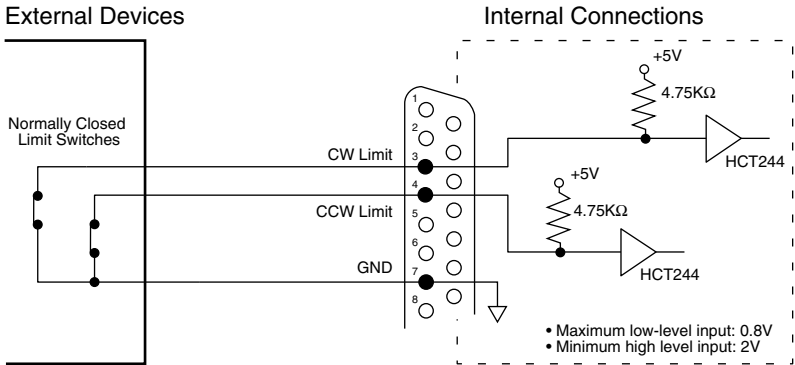 External Devices
Internal Connections
+5V
4.75KΩ
HCT244
Normally Closed
Limit Switches
CW Limit
CCW Limit
GND
1
2
3
4
5
6
7
8
+5V
4.75KΩ
HCT244
• Maximum low-level input: 0.8V
• Minimum high level input: 2V